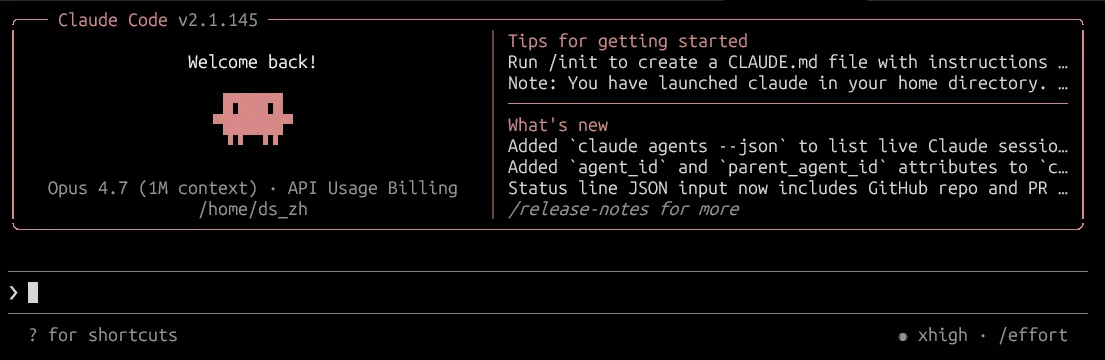 Claude Code v2.1.145
Welcome back!
Opus 4.7 (1M context) · API Usage Billing
/home/ds_zh
Tips for getting started
Run /init to create a CLAUDE.md file with instructions …
Note: You have launched claude in your home directory. …
What's new
Added `claude agents --json` to list live Claude sessio…
Added `agent_id` and `parent_agent_id` attributes to `c…
Status line JSON input now includes GitHub repo and PR …
/release-notes for more
❯
? for shortcuts
● xhigh · /effort